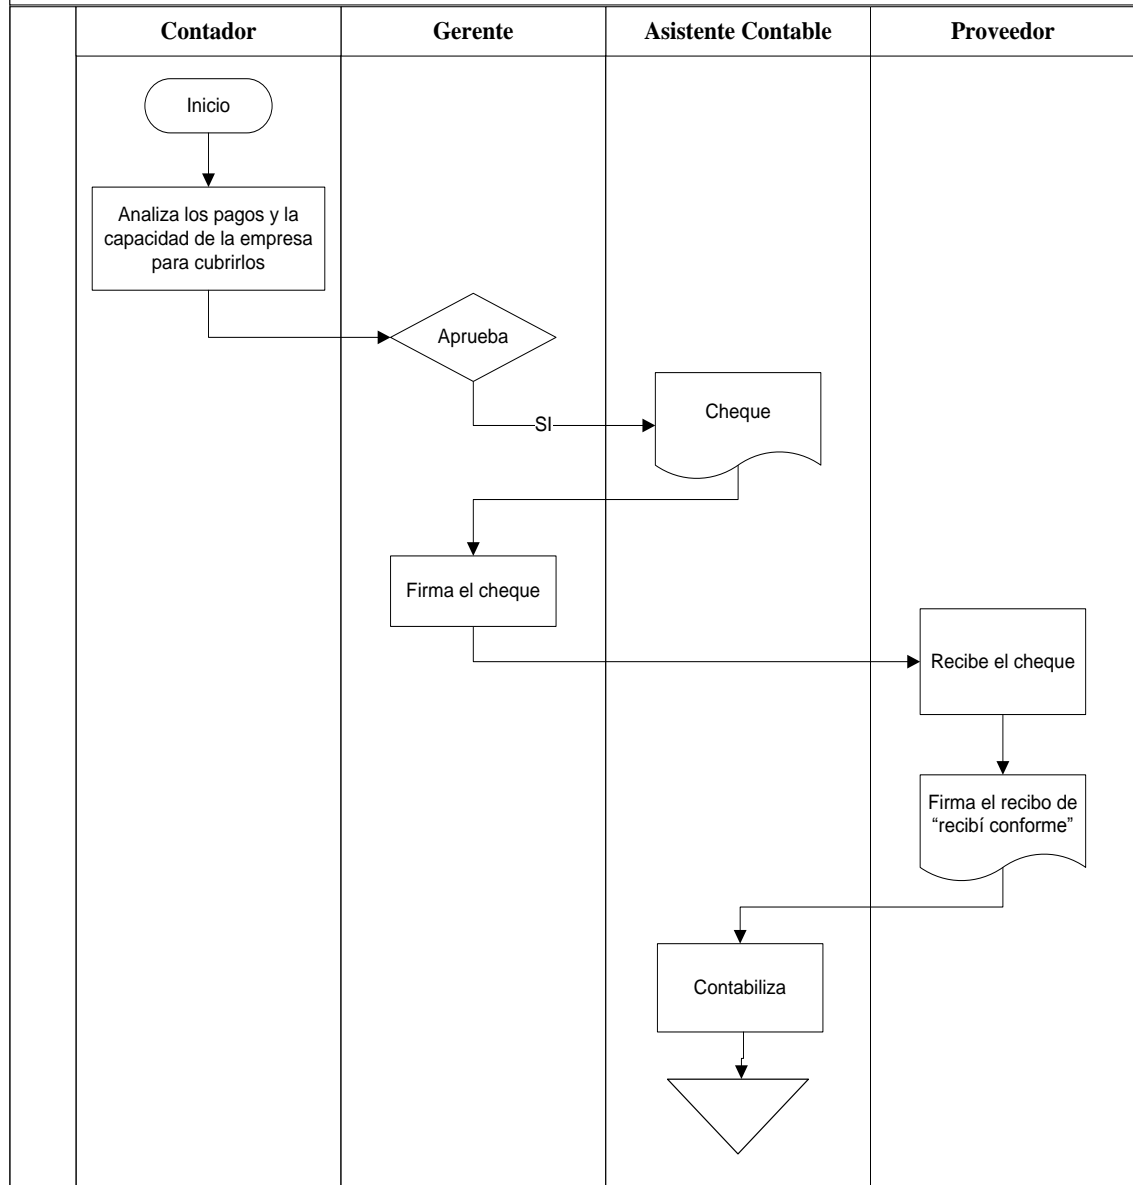 Contador
Gerente
Asistente Contable
Proveedor
Inicio
Analiza los pagos y la
capacidad de la empresa
para cubrirlos
Aprueba
SI
Cheque
Firma el cheque
Recibe el cheque
Firma el recibo de
“recibí conforme”
Contabiliza